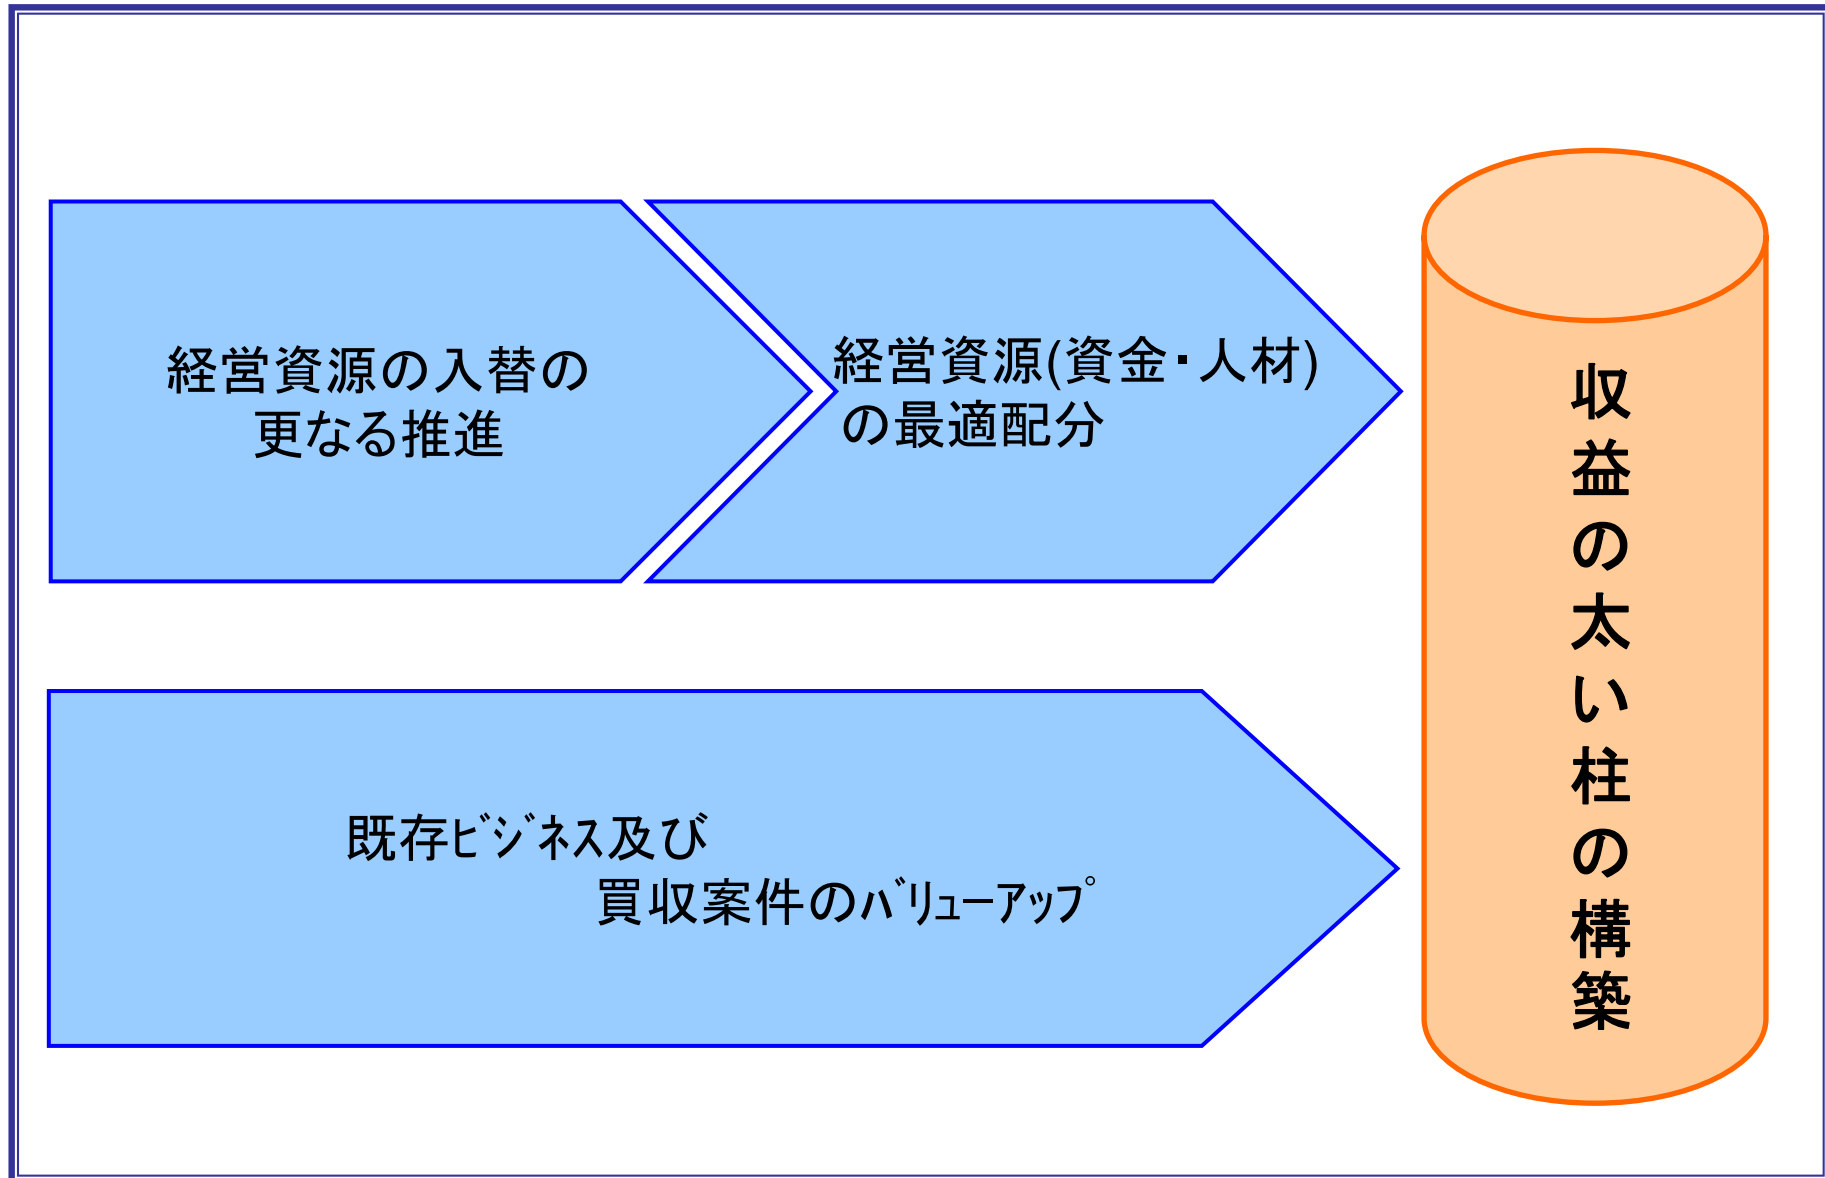 経営資源の入替の
更なる推進
経営資源(資金・人材)
の最適配分
既存ﾋﾞｼﾞﾈｽ及び
買収案件のﾊﾞﾘｭｰｱｯﾌﾟ
収益の太い柱の構築